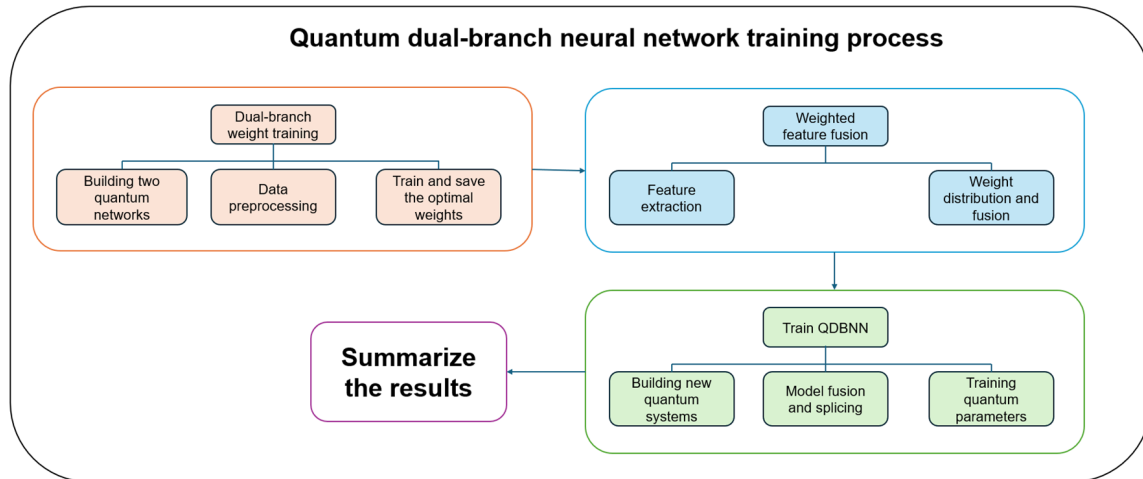 Quantum dual-branch neural network training process
Dual-branch
weight training
Building two
quantum
networks
Data
preprocessing
Train and save
the optimal
weights
Weighted
feature fusion
Feature
extraction
Weight
distribution and
fusion
Train QDBNN
Building new
quantum
systems
Model fusion
and splicing
Training
quantum
parameters
Summarize
the results